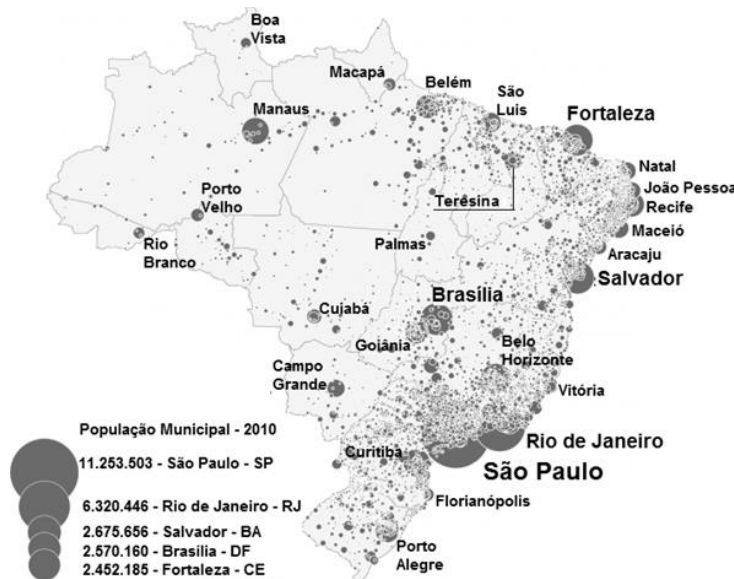 Boa
Vista
Macapá
Belém
São
Luis
Fortaleza
Manaus
Natal
João Pessoa
Recife
Maceió
Aracaju
Salvador
Teresina
Porto
Velho
Rio
Branco
Palmas
Cujabá
Brasília
Goiânia
Belo
Horizonte
Vitória
Campo
Grande
Rio de Janeiro
São Paulo
Curitiba
Florianópolis
Porto
Alegre
População Municipal - 2010
11.253.503 - São Paulo - SP
6.320.446 - Rio de Janeiro - RJ
2.675.656 - Salvador - BA
2.570.160 - Brasília - DF
2.452.185 - Fortaleza - CE